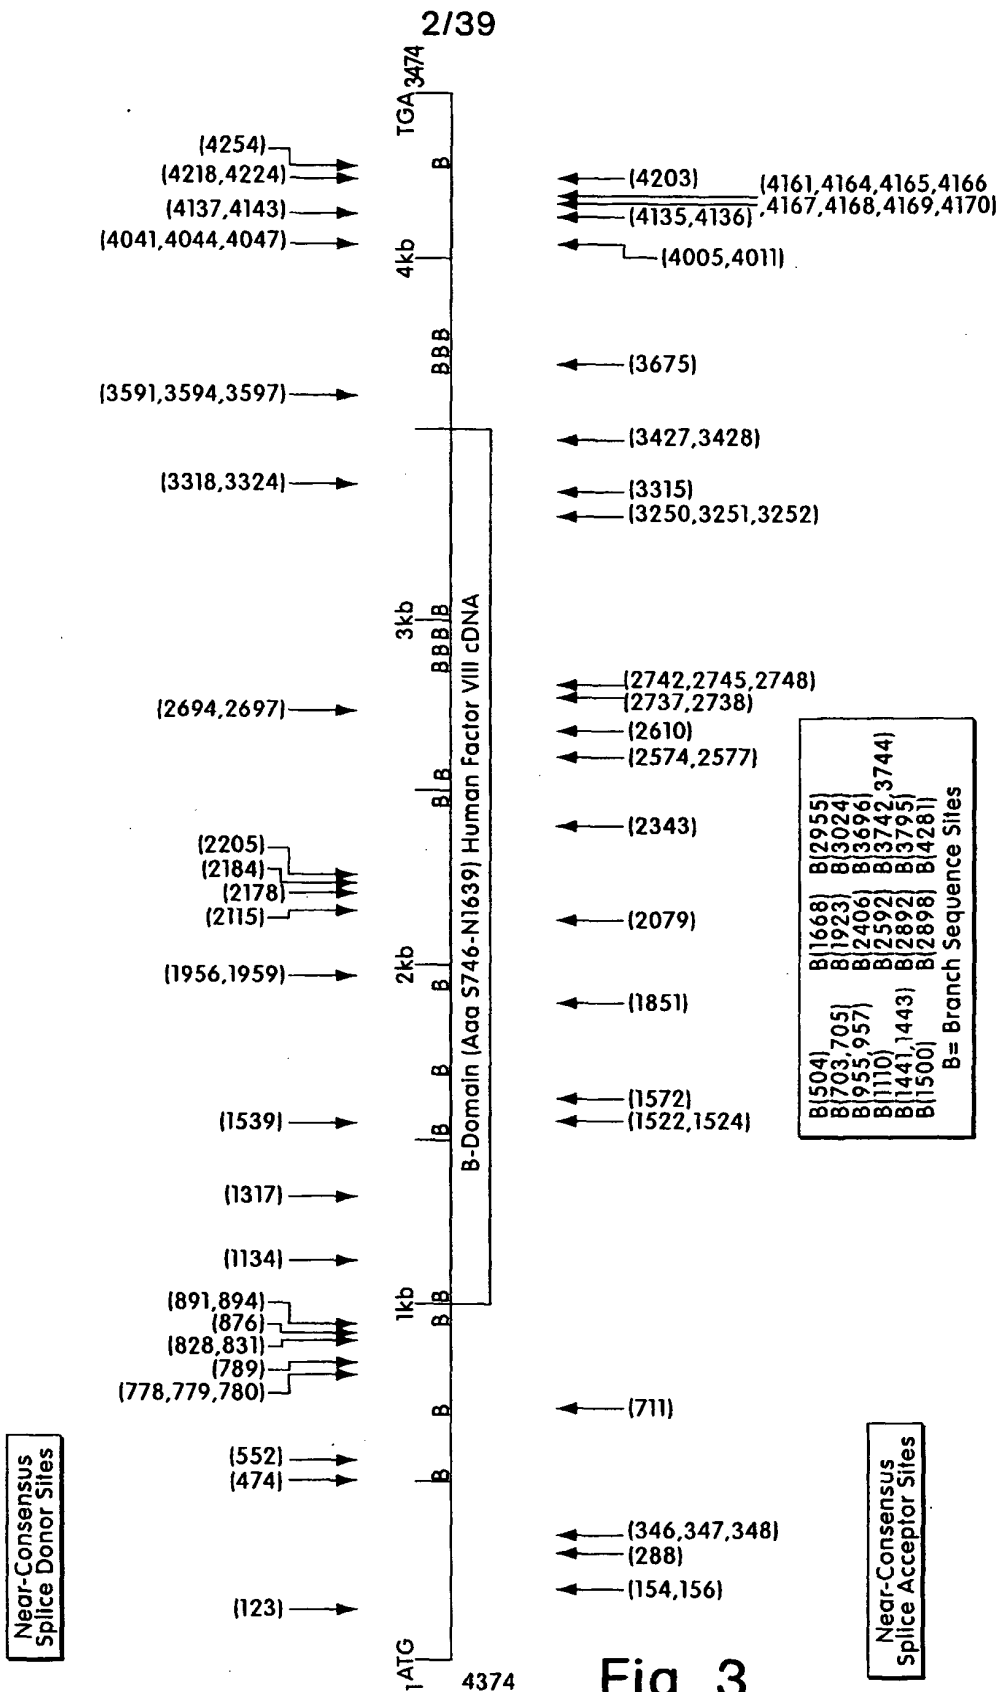 2/39
TGA 3474
(4254)
(4218,4224)
(4137,4143)
(4041,4044,4047)
(3591,3594,3597)
(3318,3324)
(2694,2697)
(2205)
(2184)
(2178)
(2115)
(1956,1959)
(1539)
(1317)
(1134)
(891,894)
(876)
(828,831)
(789)
(778,779,780)
(552)
(474)
(123)
Near-Consensus
Splice Donor Sites
B
4kb
B B B
3kb
B
B B B
B
B
2kb
B
B
B
1kb
B
B
B
B
1 ATG
B-Domain (Aaa S746-N1639) Human Factor VIII cDNA
(4203)
(4161,4164,4165,4166
,4167,4168,4169,4170)
(4135,4136)
(4005,4011)
(3675)
(3427,3428)
(3315)
(3250,3251,3252)
(2742,2745,2748)
(2737,2738)
(2610)
(2574,2577)
(2343)
(2079)
(1851)
(1572)
(1522,1524)
(711)
(346,347,348)
(288)
(154,156)
B(504) B(1668) B(2955)
B(703,705) B(1923) B(3024)
B(955,957) B(2406) B(3696)
B(1110) B(2592) B(3742,3744)
B(1441,1443) B(2892) B(3795)
B(1500) B(2898) B(4281)
B= Branch Sequence Sites
Near-Consensus
Splice Acceptor Sites
4374
Fig 3